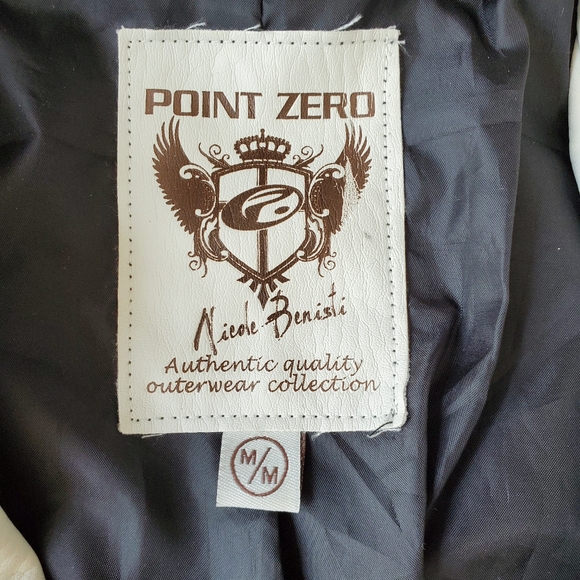 POINT ZERO
Nicole Benisti
Authentic quality
outerwear collection
M/M